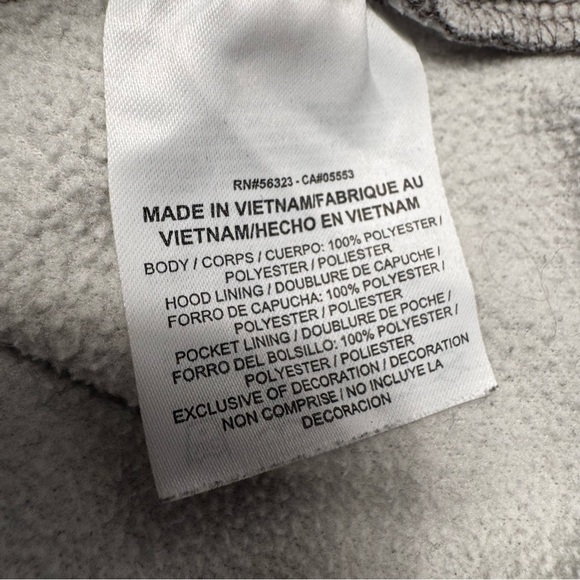 RN#56323 - CA#05553
MADE IN VIETNAM/FABRIQUE AU
VIETNAM/HECHO EN VIETNAM
BODY / CORPS / CUERPO: 100% POLYESTER /
POLYESTER / POLIESTER
HOOD LINING / DOUBLURE DE CAPUCHE /
FORRO DE CAPUCHA: 100% POLYESTER /
POLYESTER / POLIESTER
POCKET LINING / DOUBLURE DE POCHE /
FORRO DEL BOLSILLO: 100% POLYESTER /
POLYESTER / POLIESTER
EXCLUSIVE OF DECORATION / DECORATION
NON COMPRISE / NO INCLUYE LA
DECORACION